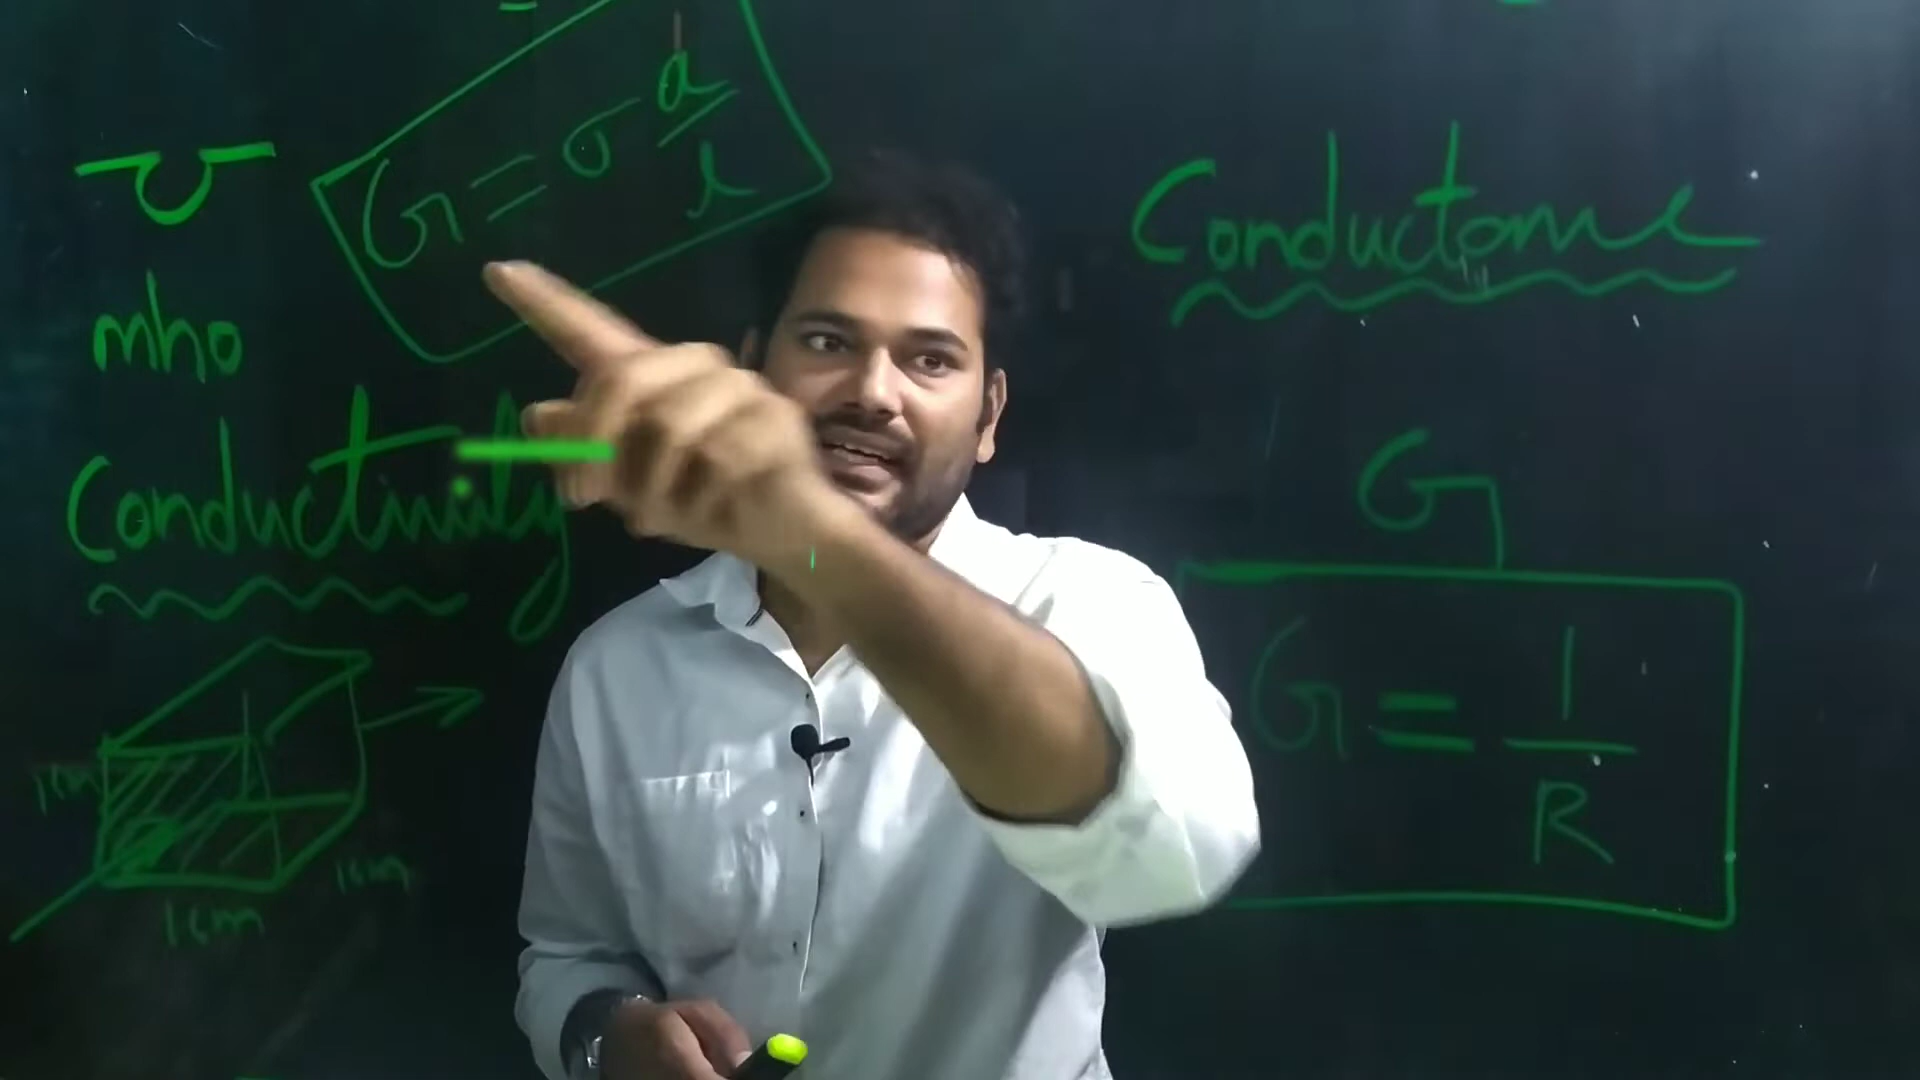 G = σ a/l
℧
mho
Conductivity
1cm
1cm
1cm
Conductance
G
G = 1/R